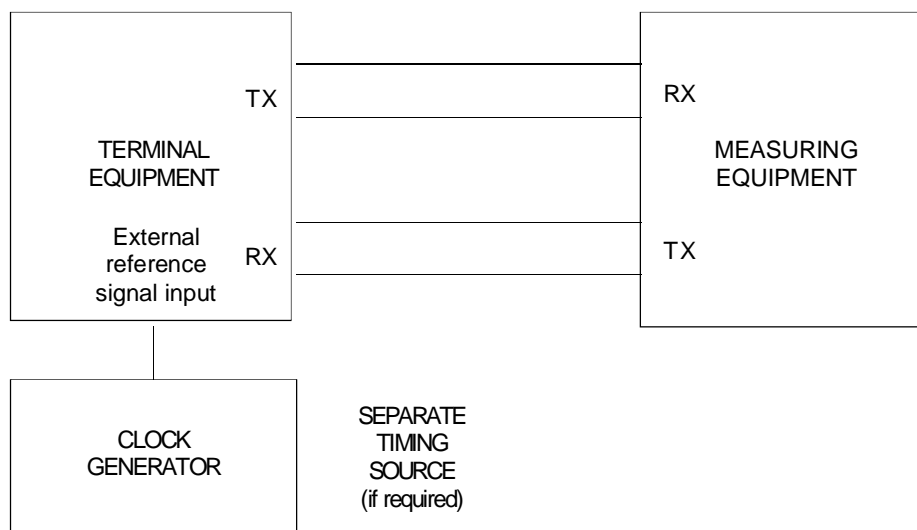 TX
TERMINAL
EQUIPMENT
External
reference
signal input
RX
RX
MEASURING
EQUIPMENT
TX
CLOCK
GENERATOR
SEPARATE
TIMING
SOURCE
(if required)